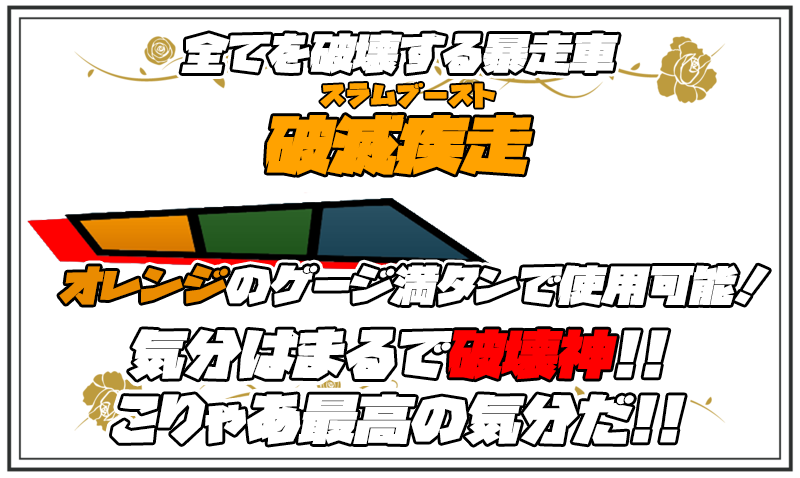 全てを破壊する暴走車
スラムブースト
破滅疾走
オレンジのゲージ満タンで使用可能!
気分はまるで破壊神!!
こりゃあ最高の気分だ!!